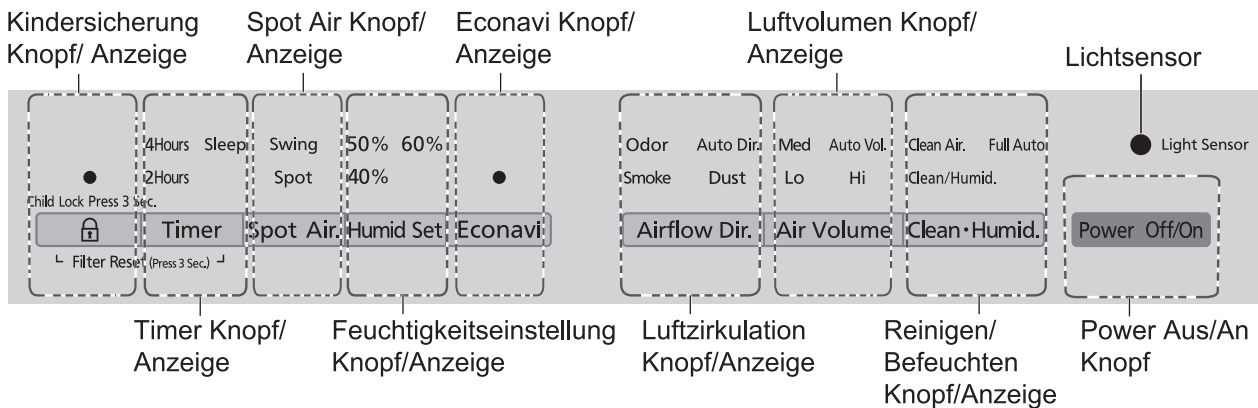 Kindersicherung
Knopf/ Anzeige
Spot Air Knopf/
Anzeige
Econavi Knopf/
Anzeige
Luftvolumen Knopf/
Anzeige
Lichtsensor
4Hours Sleep
2Hours
Swing
Spot
50% 60%
40%
Odor Auto Dir.
Smoke Dust
Med Auto Vol.
Lo Hi
Clean Air. Full Auto
Clean/Humid.
Light Sensor
Child Lock Press 3 Sec.
Timer
Spot Air.
Humid Set
Econavi
Airflow Dir.
Air Volume
Clean・Humid.
Power Off/On
Filter Reset (Press 3 Sec.)
Timer Knopf/
Anzeige
Feuchtigkeitseinstellung
Knopf/Anzeige
Luftzirkulation
Knopf/Anzeige
Reinigen/
Befeuchten
Knopf/Anzeige
Power Aus/An
Knopf